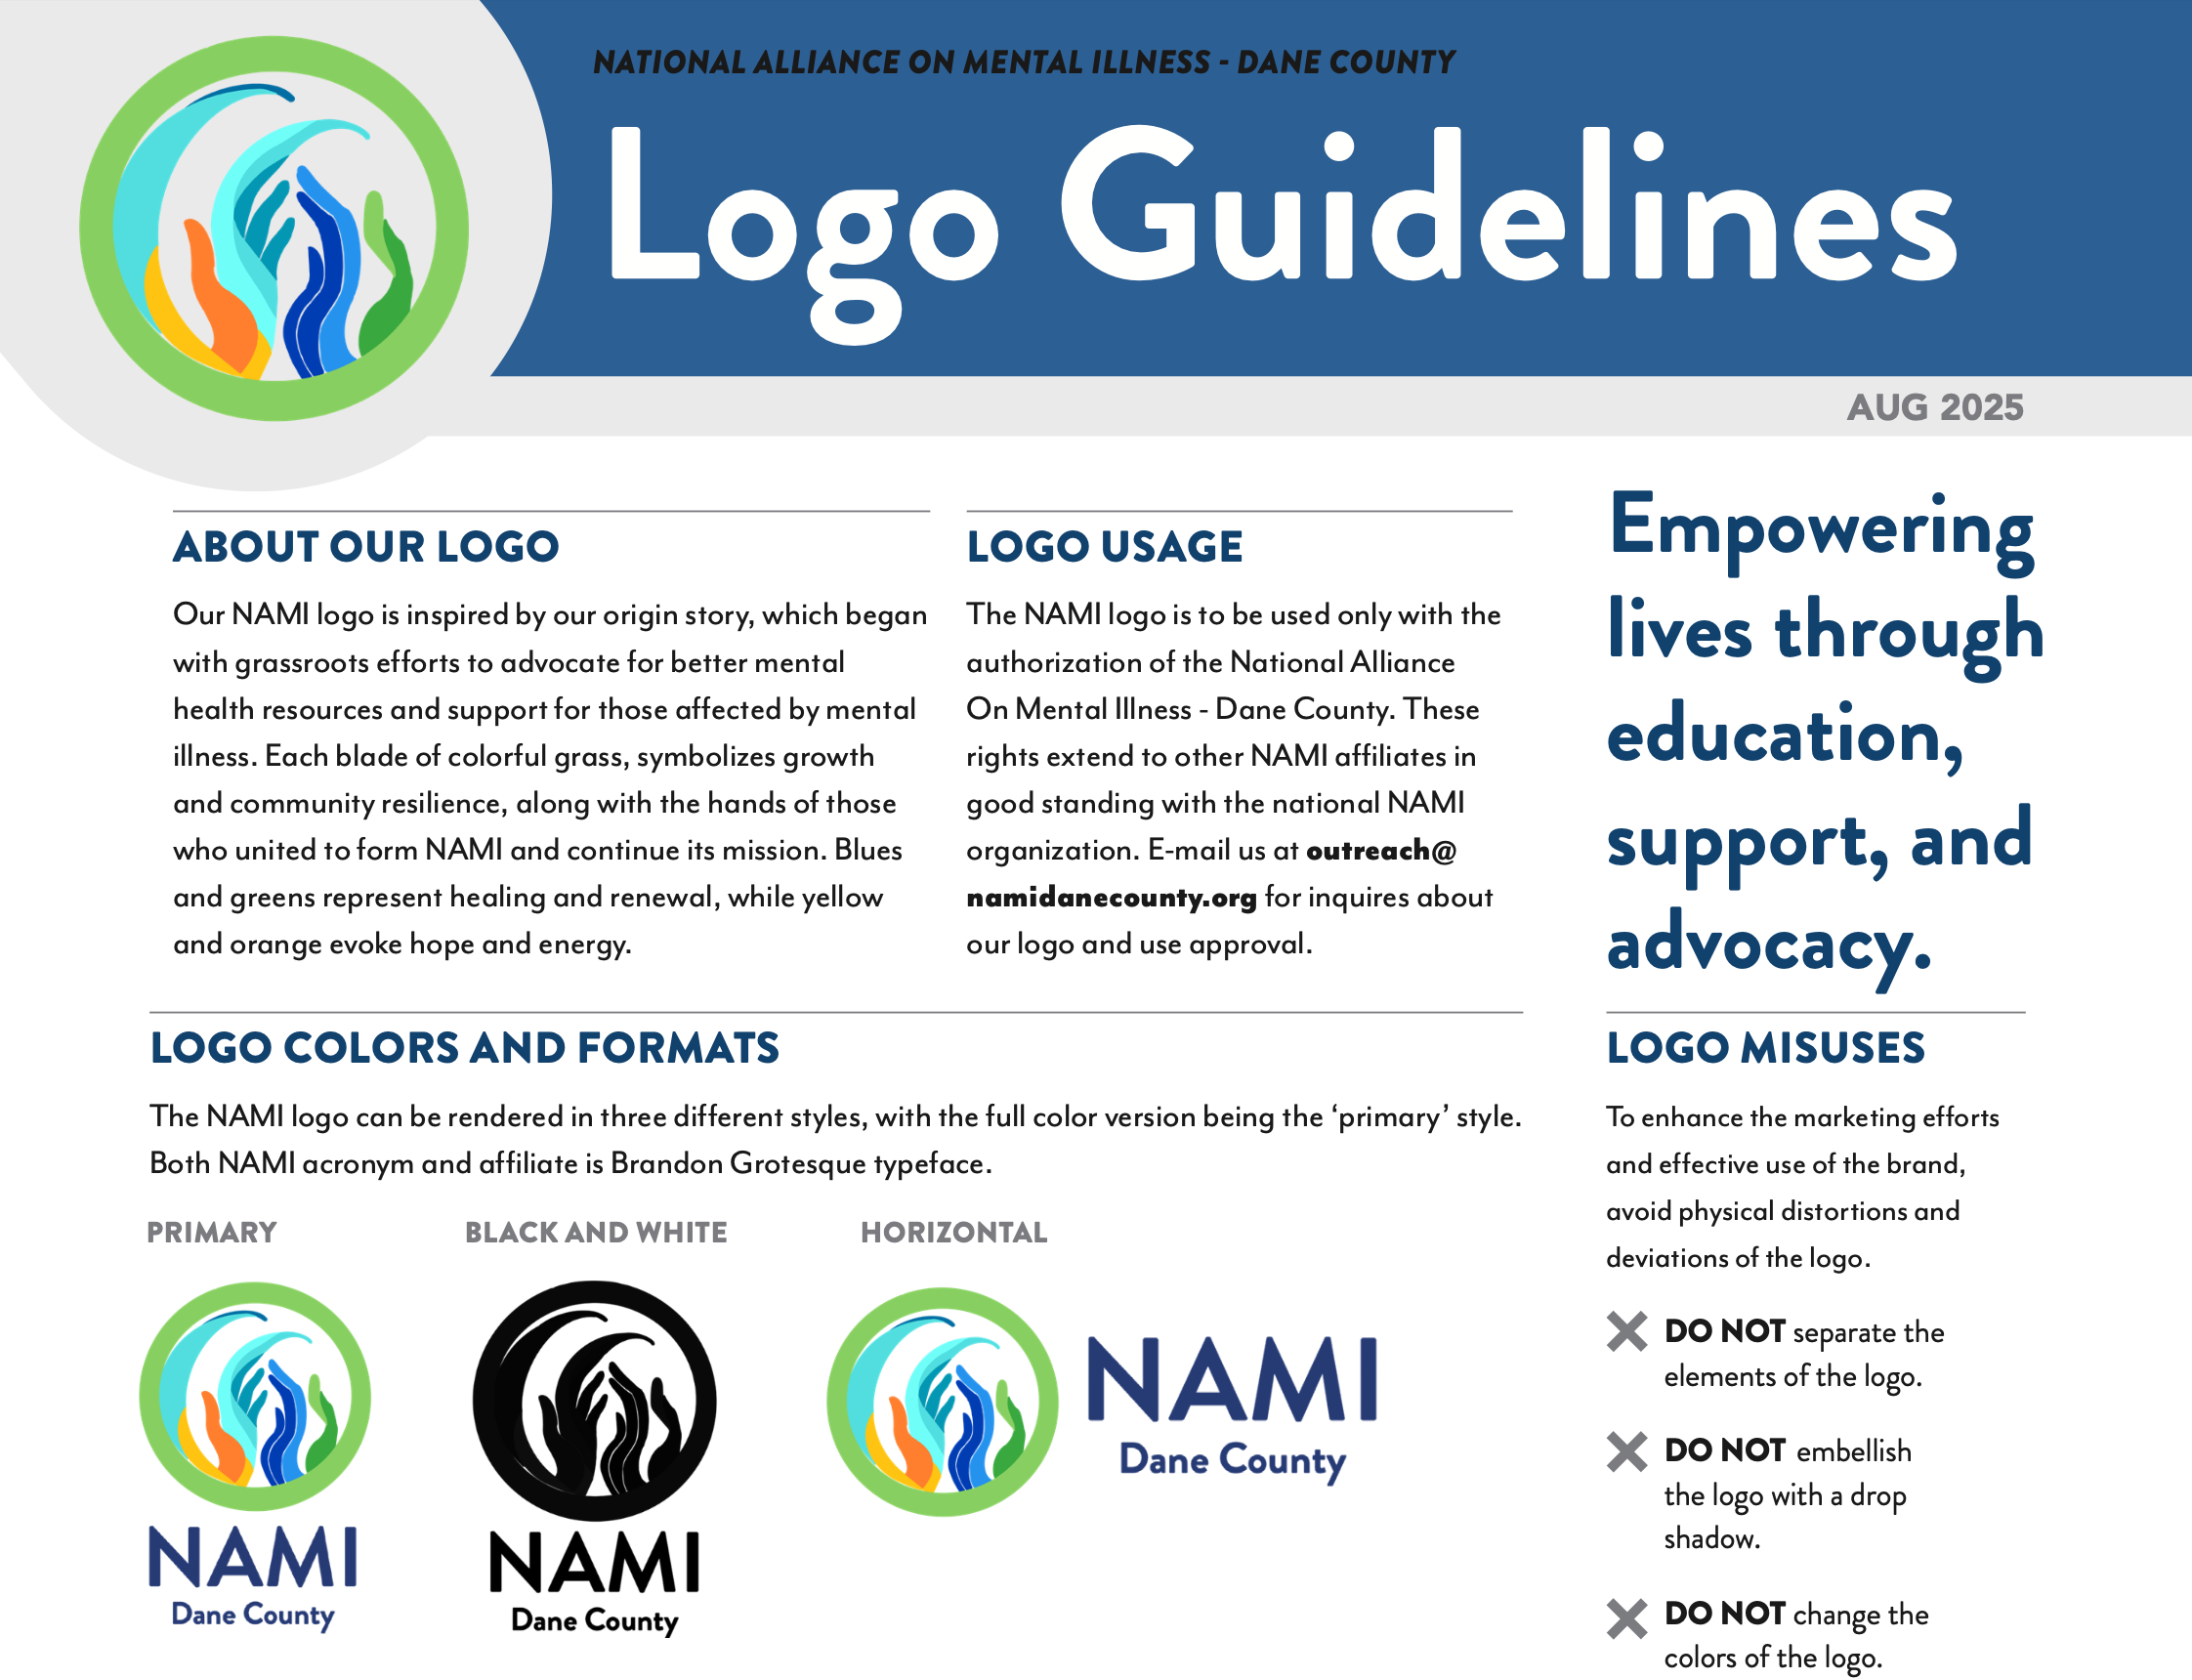 NATIONAL ALLIANCE ON MENTAL ILLNESS - DANE COUNTY
Logo Guidelines
AUG 2025
ABOUT OUR LOGO
Our NAMI logo is inspired by our origin story, which began
with grassroots efforts to advocate for better mental
health resources and support for those affected by mental
illness. Each blade of colorful grass, symbolizes growth
and community resilience, along with the hands of those
who united to form NAMI and continue its mission. Blues
and greens represent healing and renewal, while yellow
and orange evoke hope and energy.
LOGO USAGE
The NAMI logo is to be used only with the
authorization of the National Alliance
On Mental Illness - Dane County. These
rights extend to other NAMI affiliates in
good standing with the national NAMI
organization. E-mail us at outreach@
namidanecounty.org for inquires about
our logo and use approval.
Empowering
lives through
education,
support, and
advocacy.
LOGO COLORS AND FORMATS
The NAMI logo can be rendered in three different styles, with the full color version being the ‘primary’ style.
Both NAMI acronym and affiliate is Brandon Grotesque typeface.
PRIMARY
NAMI
Dane County
BLACK AND WHITE
NAMI
Dane County
HORIZONTAL
NAMI
Dane County
LOGO MISUSES
To enhance the marketing efforts
and effective use of the brand,
avoid physical distortions and
deviations of the logo.
DO NOT separate the
elements of the logo.
DO NOT embellish
the logo with a drop
shadow.
DO NOT change the
colors of the logo.